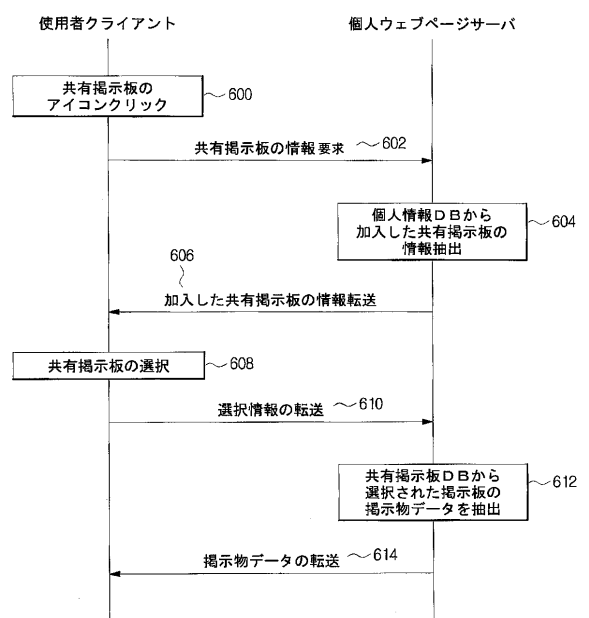 使用者クライアント
個人ウェブページサーバ
共有掲示板の
アイコンクリック
600
共有掲示板の情報要求
602
個人情報DBから
加入した共有掲示板の
情報抽出
604
606
加入した共有掲示板の情報転送
共有掲示板の選択
608
選択情報の転送
610
共有掲示板DBから
選択された掲示板の
掲示物データを抽出
612
掲示物データの転送
614